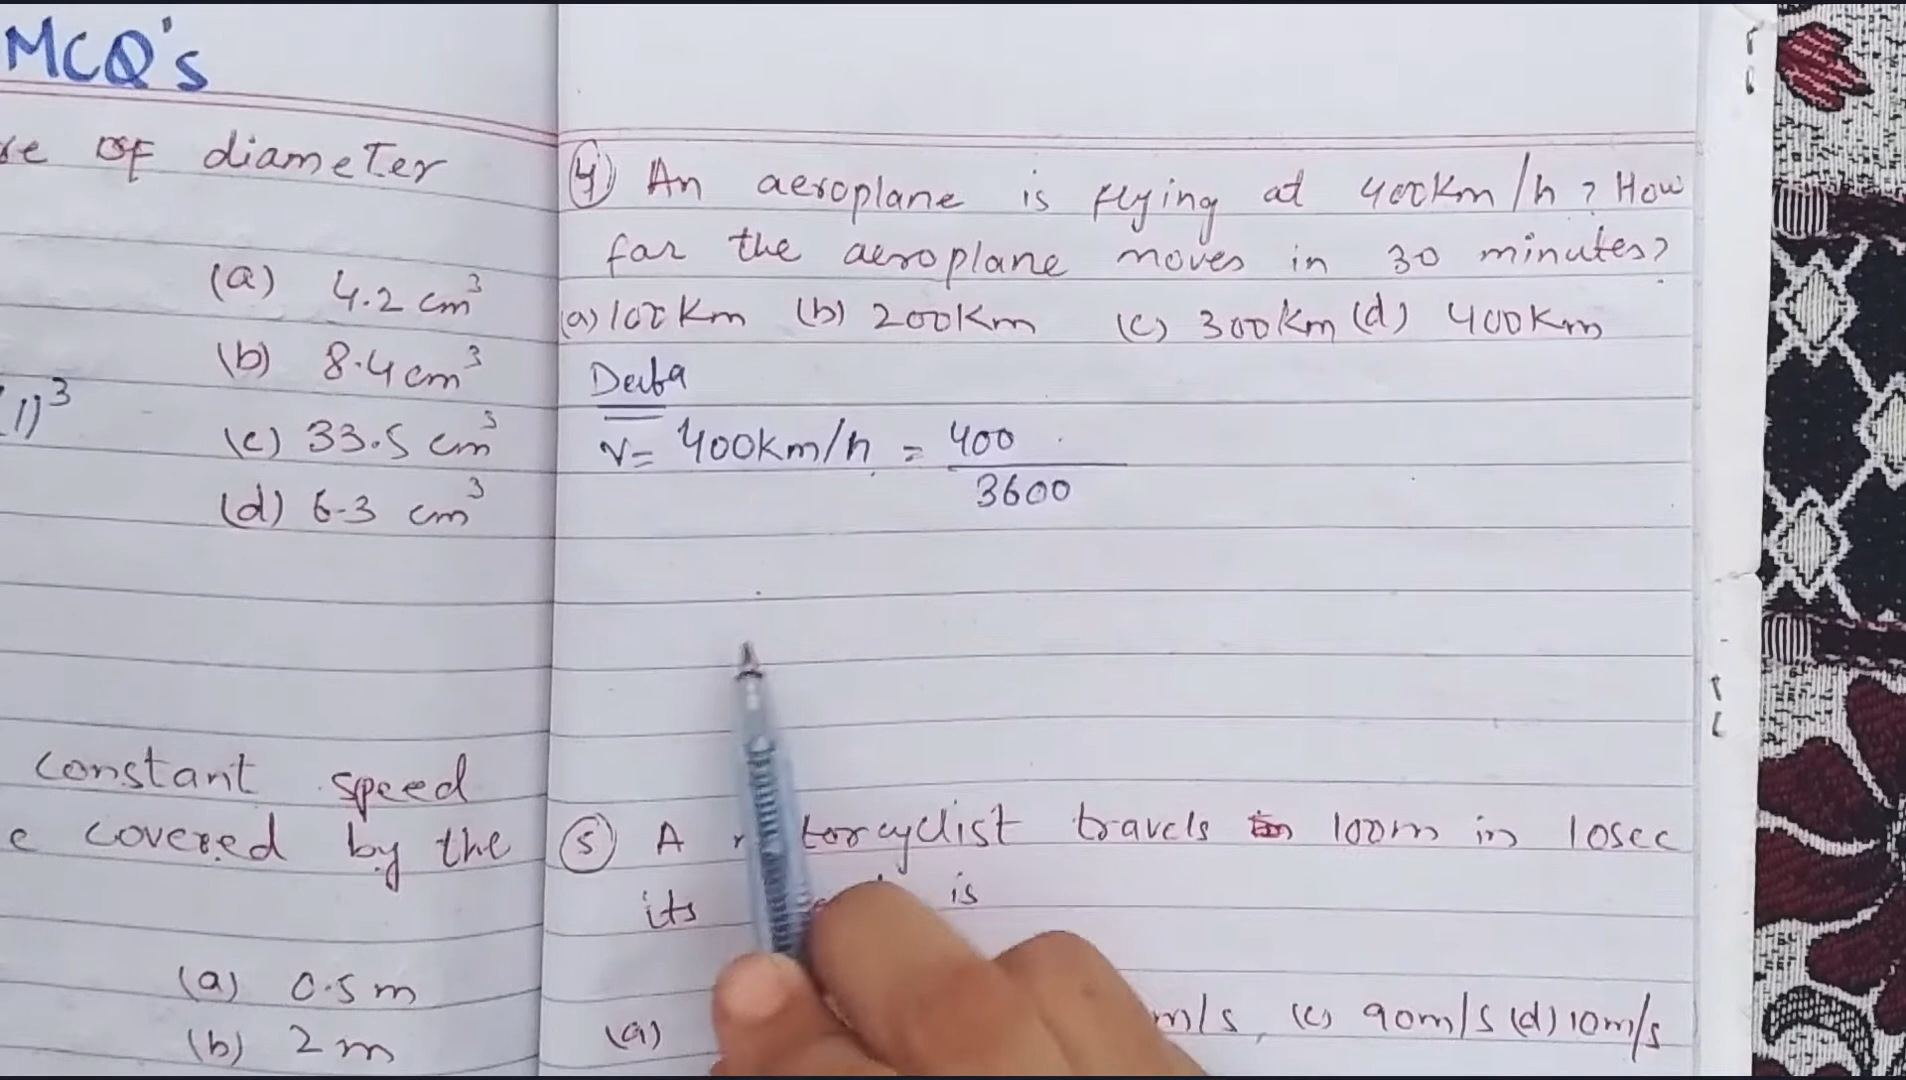 MCQ's
of diameter
(a) 4.2 cm³
(b) 8.4 cm³
1)³
(c) 33.5 cm³
(d) 6.3 cm³
constant speed
e covered by the
(a) 0.5 m
(b) 2 m
(4) An aeroplane is flying at 400km/h? How
far the aeroplane moves in 30 minutes?
(a) 100 Km (b) 200Km (c) 300km (d) 400Km
Data
v = 400km/h = 400
3600
(5) A torcyclist travels 100m in 10sec
its is
(a) m/s, (c) 90m/s (d) 10m/s